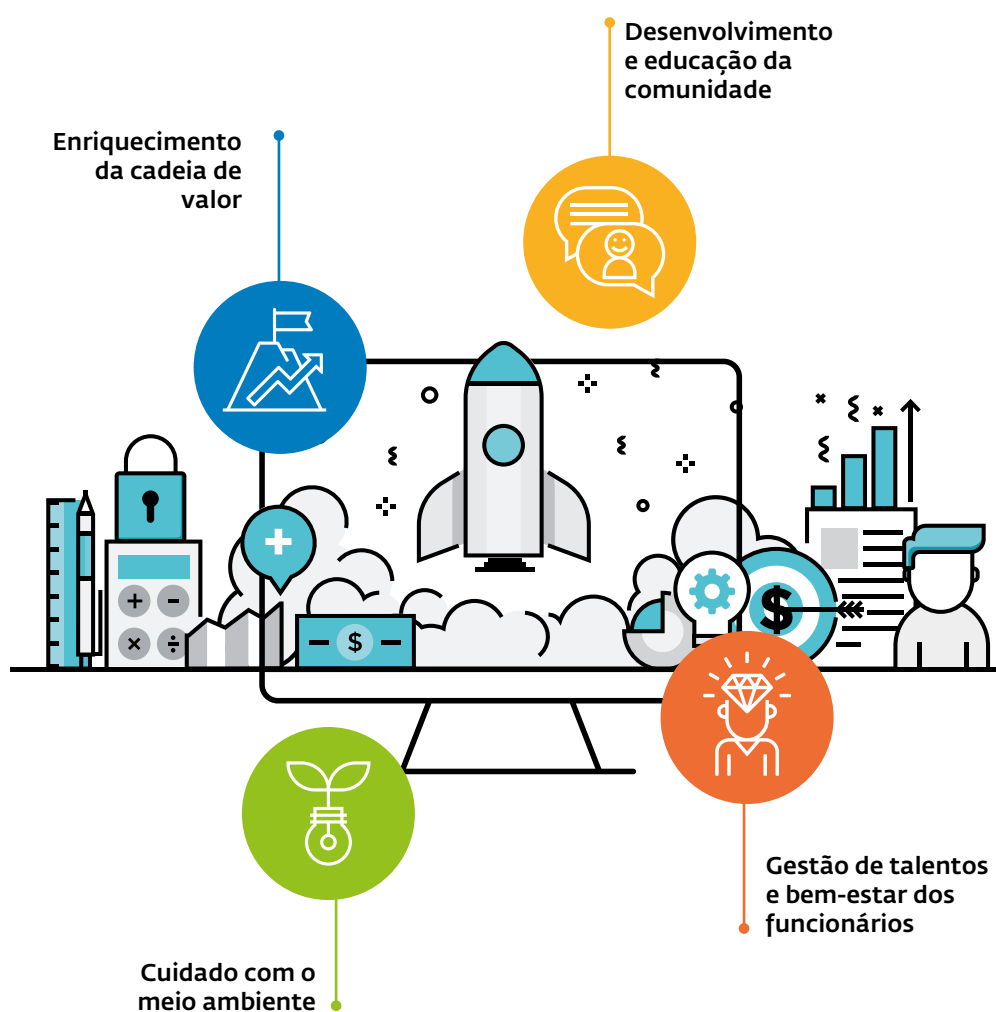 Desenvolvimento
e educação da
comunidade
Enriquecimento
da cadeia de
valor
+
$
+ -
× ÷
$
Gestão de talentos
e bem-estar dos
funcionários
Cuidado com o
meio ambiente